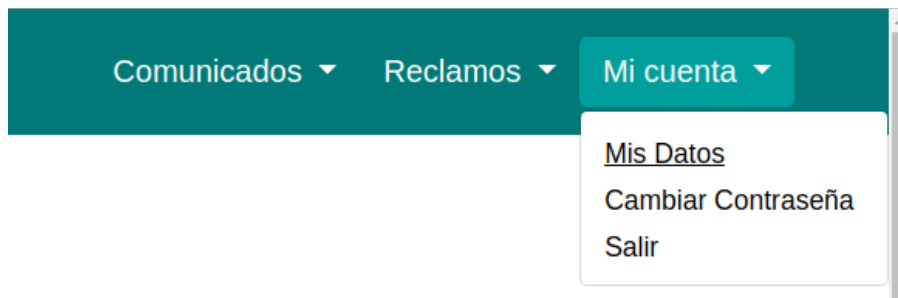 Comunicados Reclamos Mi cuenta
Mis Datos
Cambiar Contraseña
Salir